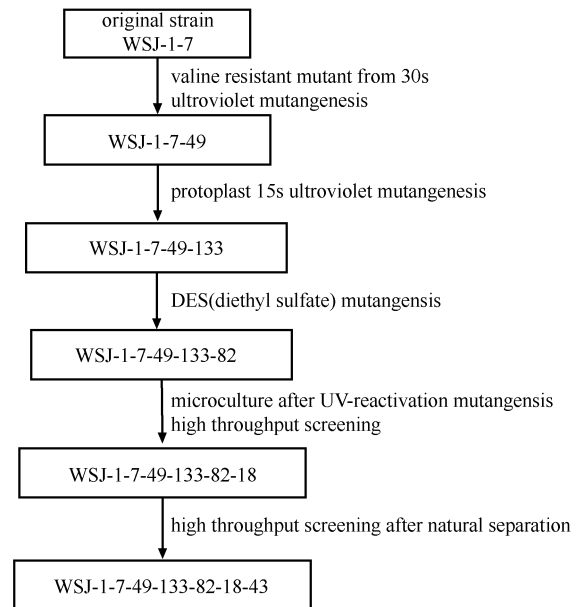 original strain
WSJ-1-7
valine resistant mutant from 30s
ultroviolet mutangenesis
WSJ-1-7-49
protoplast 15s ultroviolet mutangenesis
WSJ-1-7-49-133
DES(diethyl sulfate) mutangensis
WSJ-1-7-49-133-82
microculture after UV-reactivation mutangensis
high throughput screening
WSJ-1-7-49-133-82-18
high throughput screening after natural separation
WSJ-1-7-49-133-82-18-43